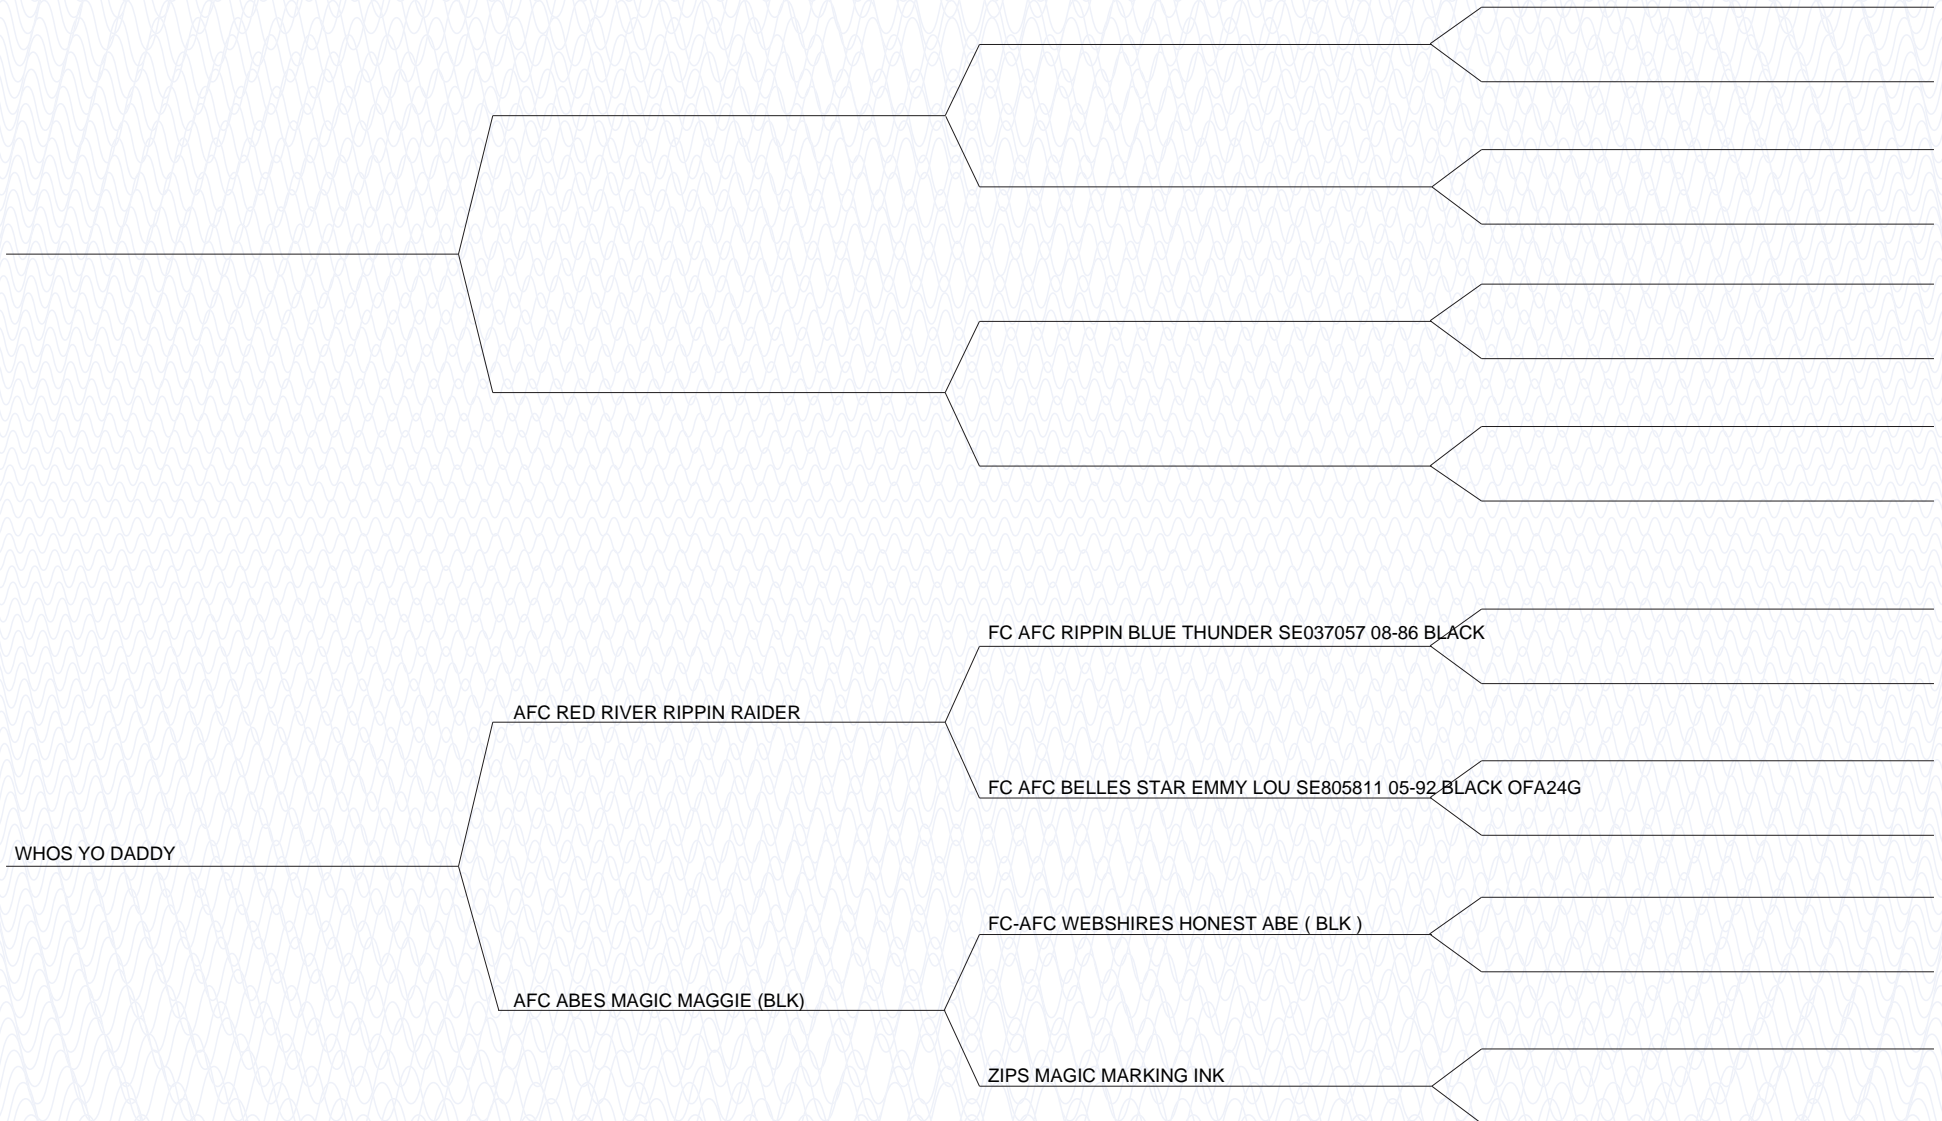 FC AFC RIPPIN BLUE THUNDER SE037057 08-86 BLACK
AFC RED RIVER RIPPIN RAIDER
FC AFC BELLES STAR EMMY LOU SE805811 05-92 BLACK OFA24G
WHOS YO DADDY
FC-AFC WEBSHIRES HONEST ABE ( BLK )
AFC ABES MAGIC MAGGIE (BLK)
ZIPS MAGIC MARKING INK